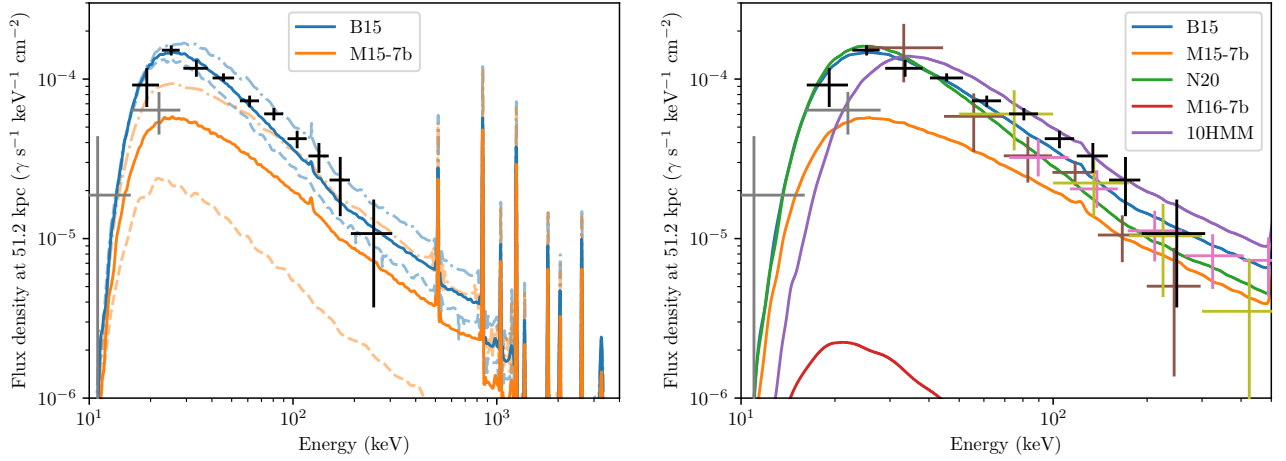 B15
M15-7b
10⁻⁴
10⁻⁵
10⁻⁶
10¹
10²
10³
Energy (keV)
Flux density at 51.2 kpc (γ s⁻¹ keV⁻¹ cm⁻²)
B15
M15-7b
N20
M16-7b
10HMM
10⁻⁴
10⁻⁵
10⁻⁶
10¹
10²
Energy (keV)
Flux density at 51.2 kpc (γ s⁻¹ keV⁻¹ cm⁻²)